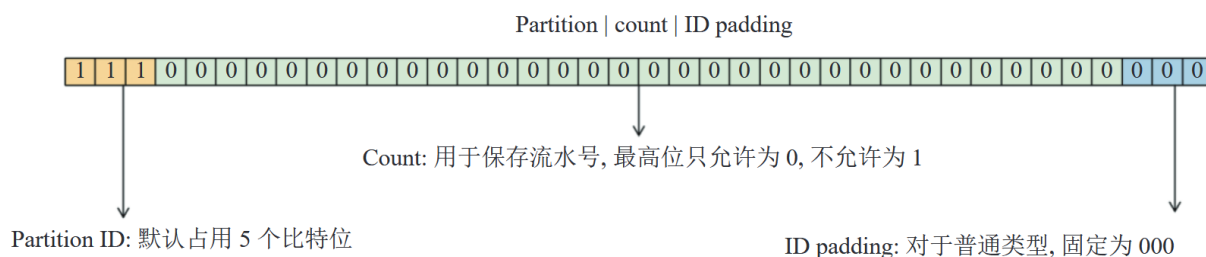 Partition | count | ID padding
1 1 1 0 0 0 0 0 0 0 0 0 0 0 0 0 0 0 0 0 0 0 0 0 0 0 0 0 0 0 0 0 0 0 0 0 0 0
Count: 用于保存流水号, 最高位只允许为 0, 不允许为 1
Partition ID: 默认占用 5 个比特位
ID padding: 对于普通类型, 固定为 000